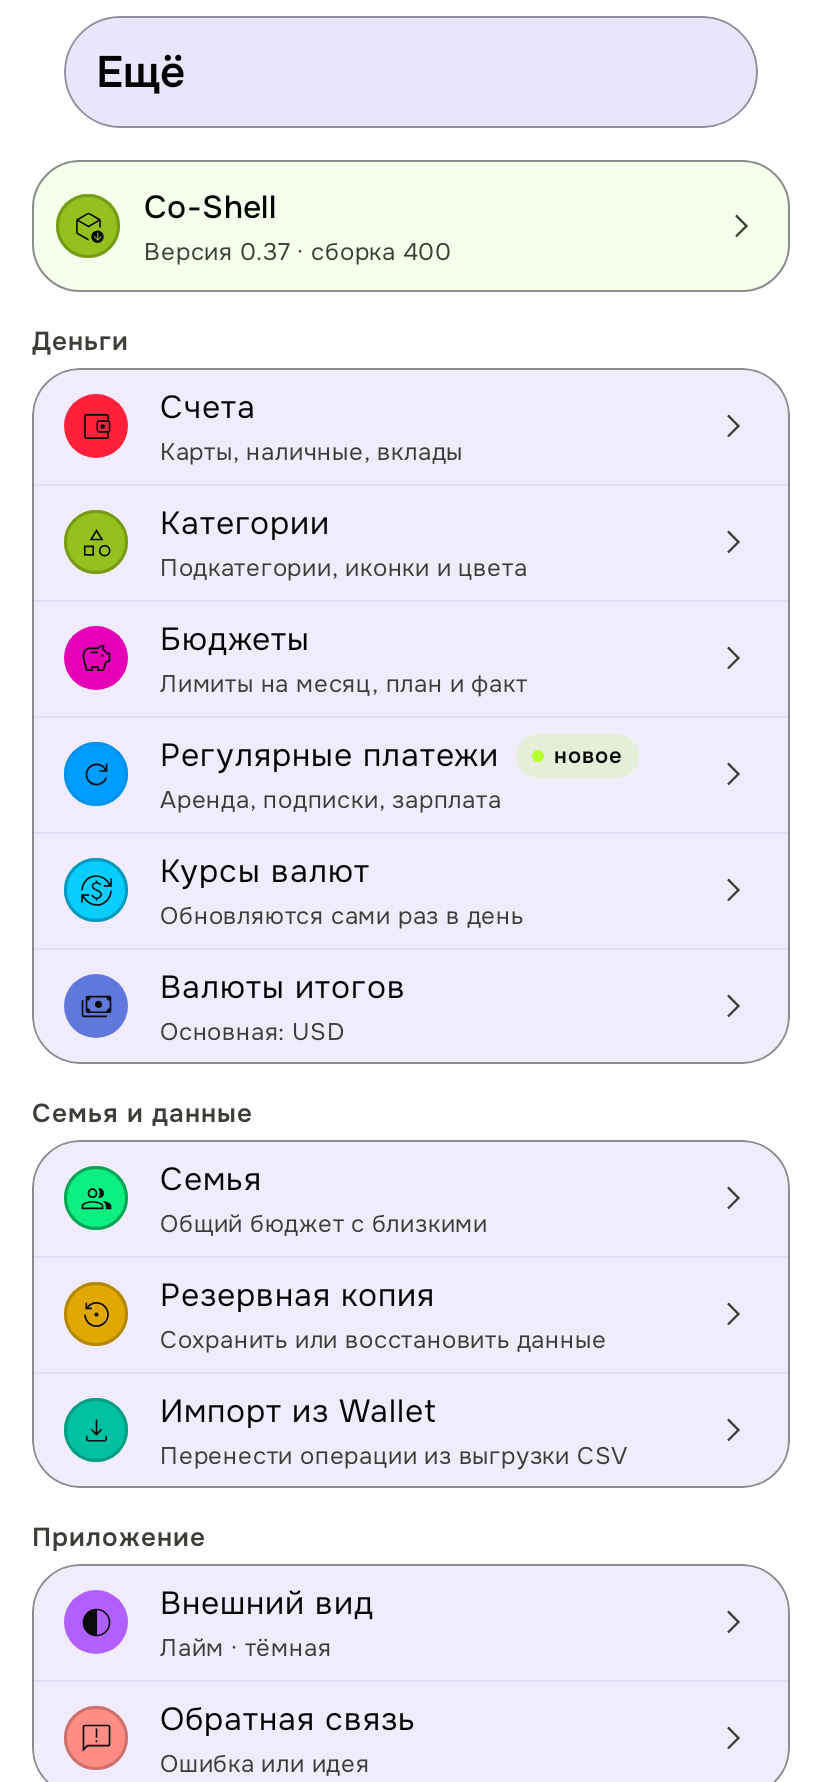 Ещё
Co-Shell
Версия 0.37 · сборка 400
Деньги
Счета
Карты, наличные, вклады
Категории
Подкатегории, иконки и цвета
Бюджеты
Лимиты на месяц, план и факт
Регулярные платежи
новое
Аренда, подписки, зарплата
Курсы валют
Обновляются сами раз в день
Валюты итогов
Основная: USD
Семья и данные
Семья
Общий бюджет с близкими
Резервная копия
Сохранить или восстановить данные
Импорт из Wallet
Перенести операции из выгрузки CSV
Приложение
Внешний вид
Лайм · тёмная
Обратная связь
Ошибка или идея